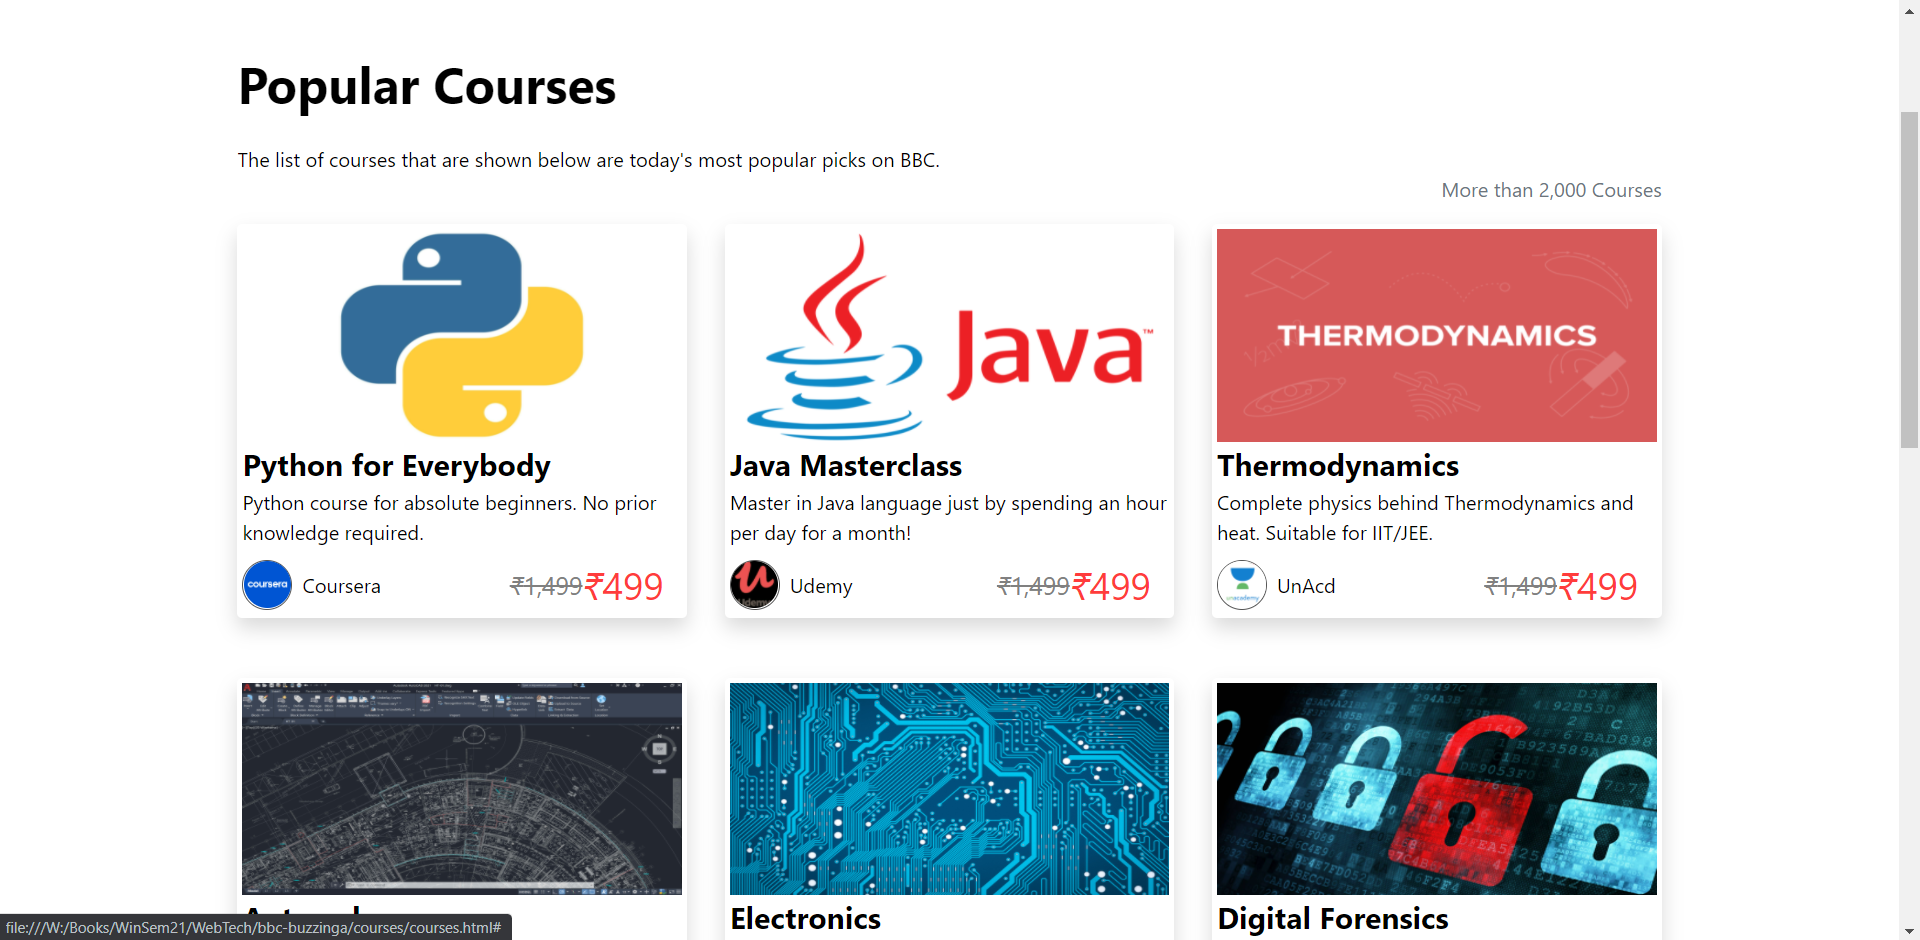 Popular Courses
The list of courses that are shown below are today's most popular picks on BBC.
More than 2,000 Courses
Java™
THERMODYNAMICS
Python for Everybody
Python course for absolute beginners. No prior
knowledge required.
coursera
Coursera
₹1,499 ₹499
Java Masterclass
Master in Java language just by spending an hour
per day for a month!
Udemy
Udemy
₹1,499 ₹499
Thermodynamics
Complete physics behind Thermodynamics and
heat. Suitable for IIT/JEE.
unacademy
UnAcd
₹1,499 ₹499
Electronics
Digital Forensics
file:///W:/Books/WinSem21/WebTech/bbc-buzzinga/courses/courses.html#